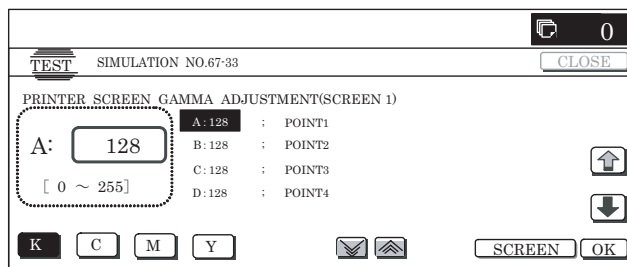 0
TEST SIMULATION NO.67-33 CLOSE
PRINTER SCREEN GAMMA ADJUSTMENT(SCREEN 1)
A: 128
[ 0 ~ 255]
A:128 ; POINT1
B:128 ; POINT2
C:128 ; POINT3
D:128 ; POINT4
K C M Y SCREEN OK